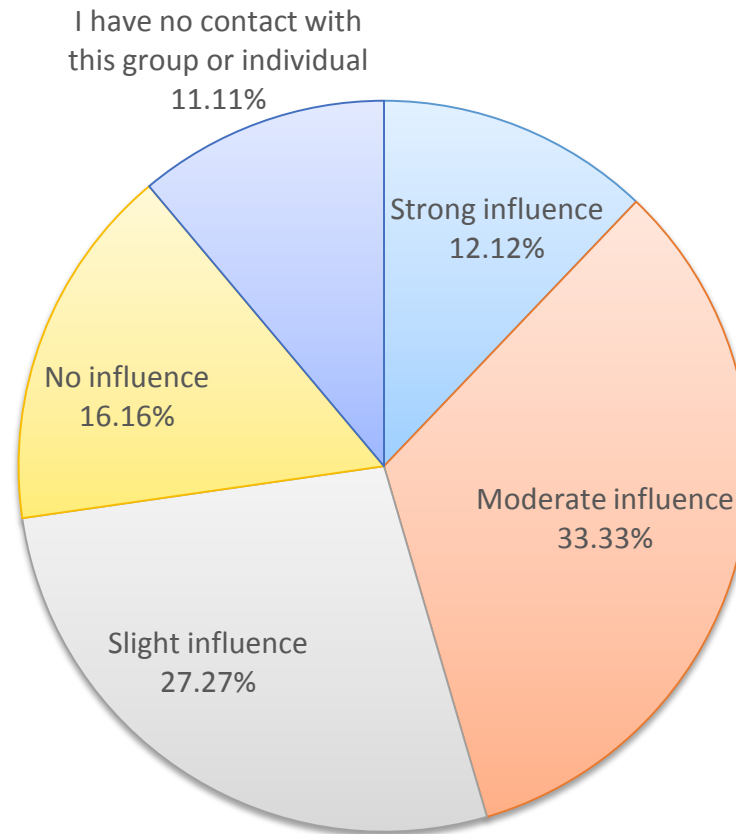 I have no contact with
this group or individual
11.11%
Strong influence
12.12%
No influence
16.16%
Moderate influence
33.33%
Slight influence
27.27%